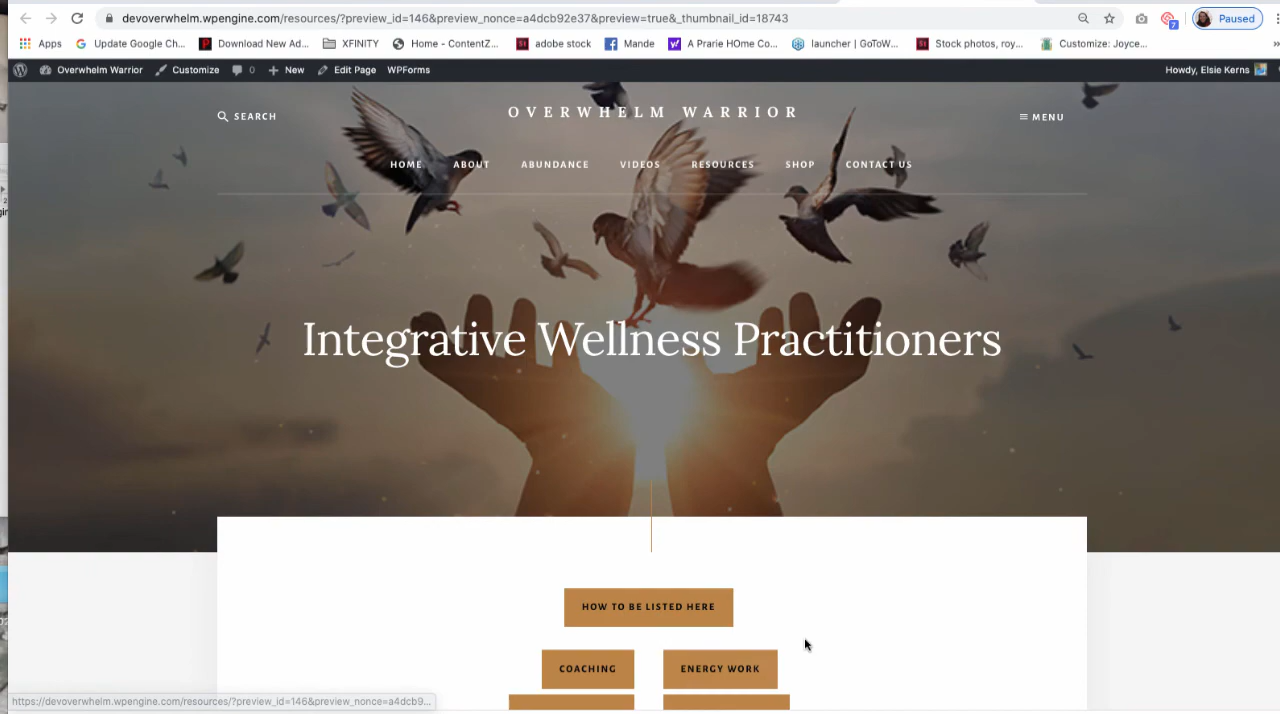 devoverwhelm.wpengine.com/resources/?preview_id=146&preview_nonce=a4dcb92e37&preview=true&_thumbnail_id=18743
7
Paused
Apps
Update Google Ch...
Download New Ad...
XFINITY
Home - ContentZ...
adobe stock
Mande
A Prarie HOme Co...
launcher | GoToW...
Stock photos, roy...
Customize: Joyce...
»
Overwhelm Warrior
Customize
0
New
Edit Page
WPForms
Howdy, Elsie Kerns
SEARCH
OVERWHELM WARRIOR
MENU
HOME
ABOUT
ABUNDANCE
VIDEOS
RESOURCES
SHOP
CONTACT US
Integrative Wellness Practitioners
HOW TO BE LISTED HERE
COACHING
ENERGY WORK
https://devoverwhelm.wpengine.com/resources/?preview_id=146&preview_nonce=a4dcb9...